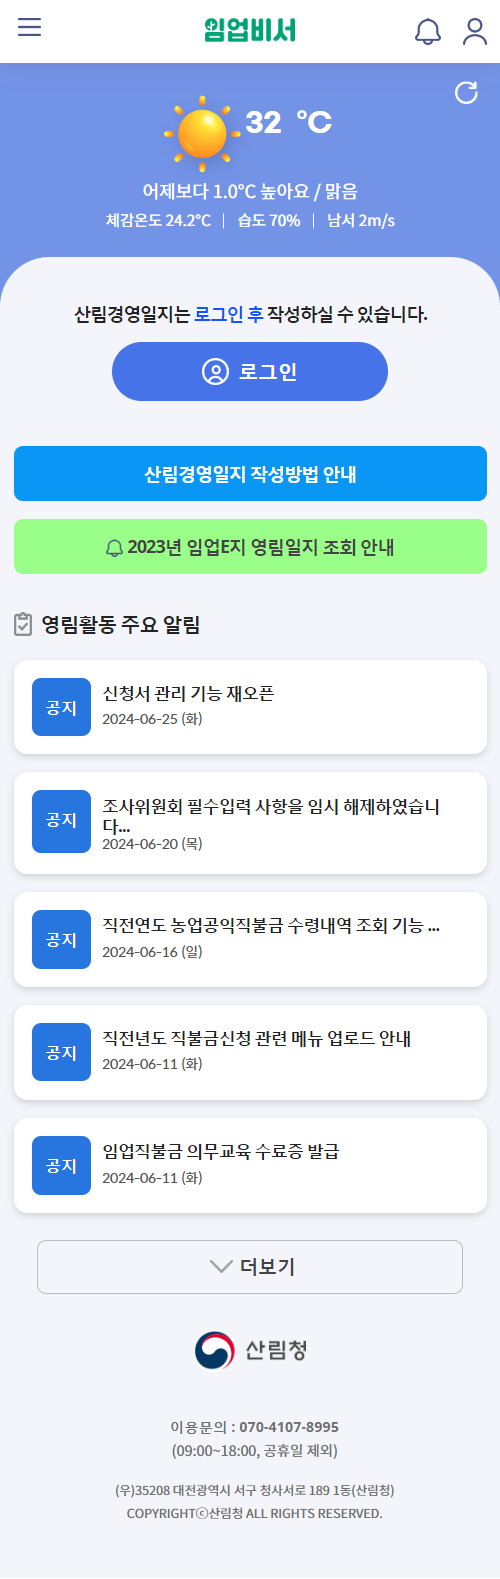 임업비서
32 °C
어제보다 1.0°C 높아요 / 맑음
체감온도 24.2°C | 습도 70% | 남서 2m/s
산림경영일지는 로그인 후 작성하실 수 있습니다.
로그인
산림경영일지 작성방법 안내
2023년 임업E지 영림일지 조회 안내
영림활동 주요 알림
공지
신청서 관리 기능 재오픈
2024-06-25 (화)
공지
조사위원회 필수입력 사항을 임시 해제하였습니
다...
2024-06-20 (목)
공지
직전연도 농업공익직불금 수령내역 조회 기능 ...
2024-06-16 (일)
공지
직전년도 직불금신청 관련 메뉴 업로드 안내
2024-06-11 (화)
공지
임업직불금 의무교육 수료증 발급
2024-06-11 (화)
더보기
산림청
이용문의 : 070-4107-8995
(09:00~18:00, 공휴일 제외)
(우)35208 대전광역시 서구 청사서로 189 1동(산림청)
COPYRIGHTⓒ산림청 ALL RIGHTS RESERVED.